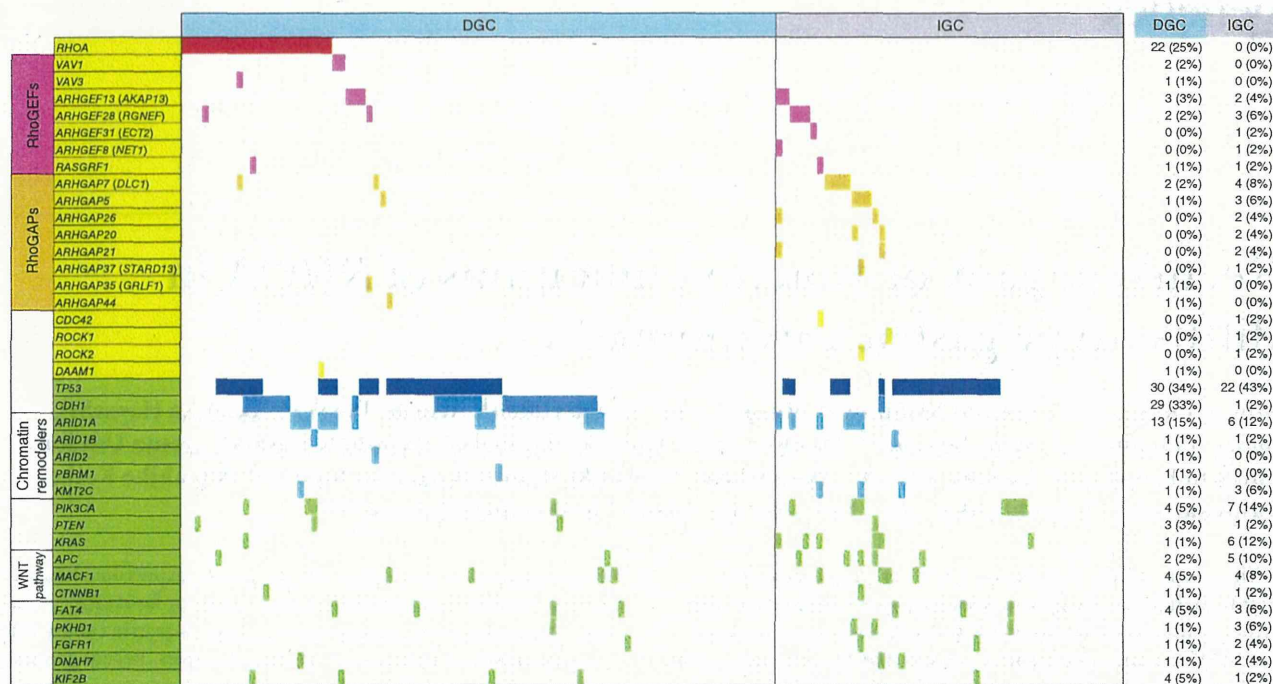 DGC IGC DGC IGC
RHOA 22 (25%) 0 (0%)
RhoGEFs
VAV1 2 (2%) 0 (0%)
VAV3 1 (1%) 0 (0%)
ARHGEF13 (AKAP13) 3 (3%) 2 (4%)
ARHGEF28 (RGNEF) 2 (2%) 3 (6%)
ARHGEF31 (ECT2) 0 (0%) 1 (2%)
ARHGEF8 (NET1) 0 (0%) 1 (2%)
RASGRF1 1 (1%) 1 (2%)
RhoGAPs
ARHGAP7 (DLC1) 2 (2%) 4 (8%)
ARHGAP5 1 (1%) 3 (6%)
ARHGAP26 0 (0%) 2 (4%)
ARHGAP20 0 (0%) 2 (4%)
ARHGAP21 0 (0%) 2 (4%)
ARHGAP37 (STARD13) 0 (0%) 1 (2%)
ARHGAP35 (GRLF1) 1 (1%) 0 (0%)
ARHGAP44 1 (1%) 0 (0%)
CDC42 0 (0%) 1 (2%)
ROCK1 0 (0%) 1 (2%)
ROCK2 0 (0%) 1 (2%)
DAAM1 1 (1%) 0 (0%)
TP53 30 (34%) 22 (43%)
CDH1 29 (33%) 1 (2%)
Chromatin
remodelers
ARID1A 13 (15%) 6 (12%)
ARID1B 1 (1%) 1 (2%)
ARID2 1 (1%) 0 (0%)
PBRM1 1 (1%) 0 (0%)
KMT2C 1 (1%) 3 (6%)
PIK3CA 4 (5%) 7 (14%)
PTEN 3 (3%) 1 (2%)
KRAS 1 (1%) 6 (12%)
WNT
pathway
APC 2 (2%) 5 (10%)
MACF1 4 (5%) 4 (8%)
CTNNB1 1 (1%) 1 (2%)
FAT4 4 (5%) 3 (6%)
PKHD1 1 (1%) 3 (6%)
FGFR1 1 (1%) 2 (4%)
DNAH7 1 (1%) 2 (4%)
KIF2B 4 (5%) 1 (2%)